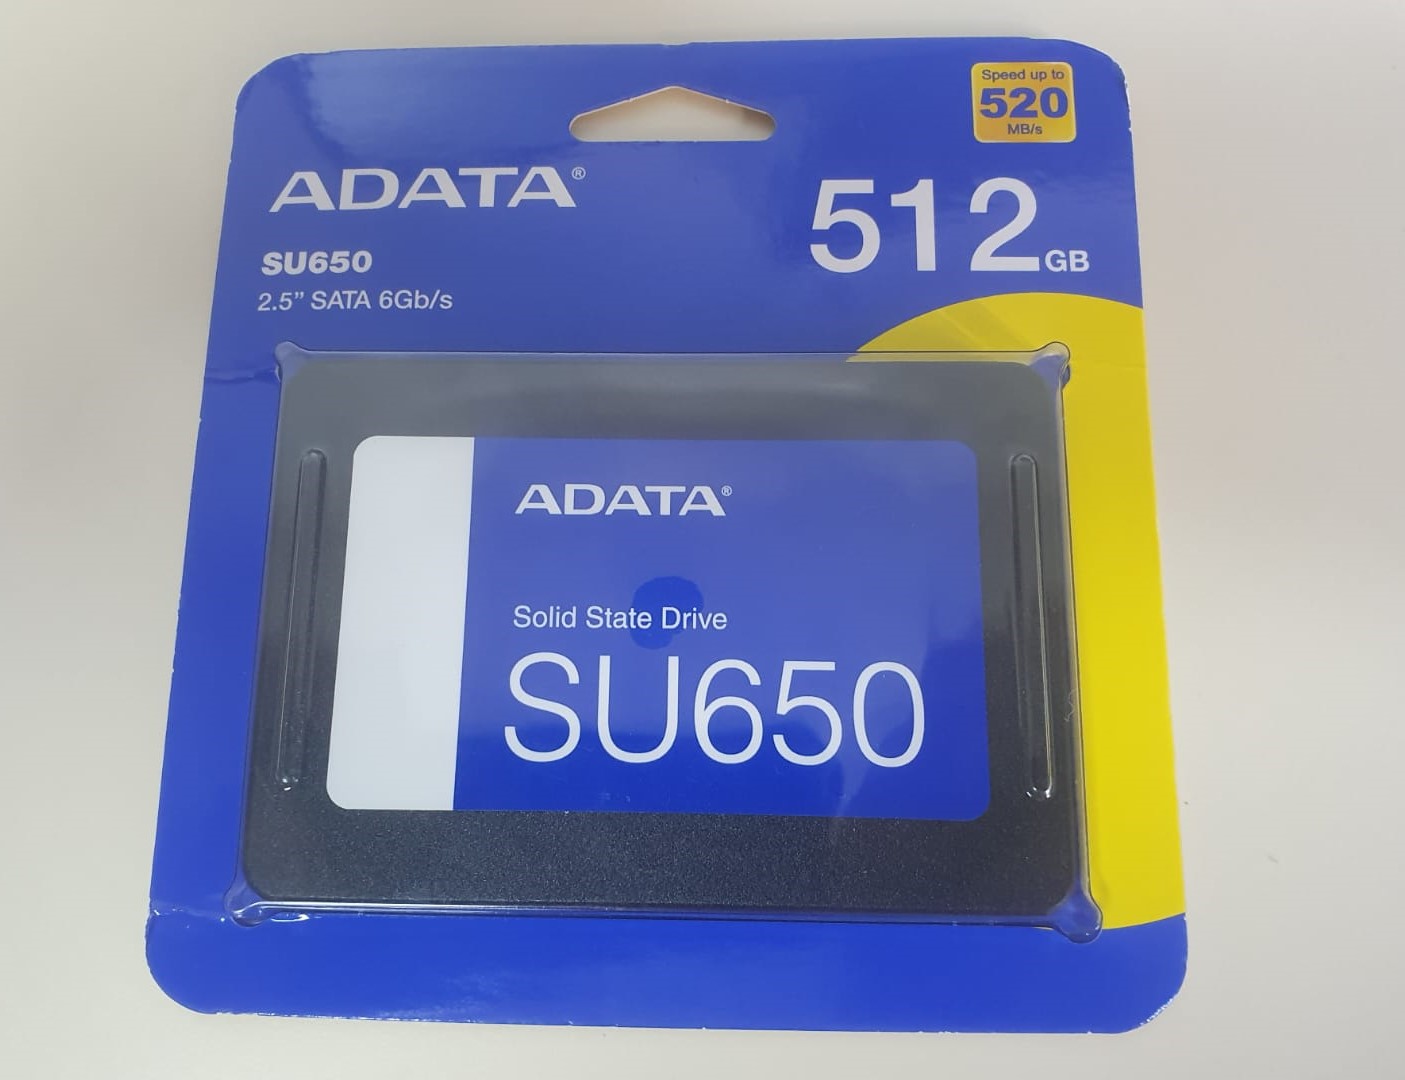 Speed up to
520
MB/s
ADATA®
512GB
SU650
2.5” SATA 6Gb/s
ADATA®
Solid State Drive
SU650